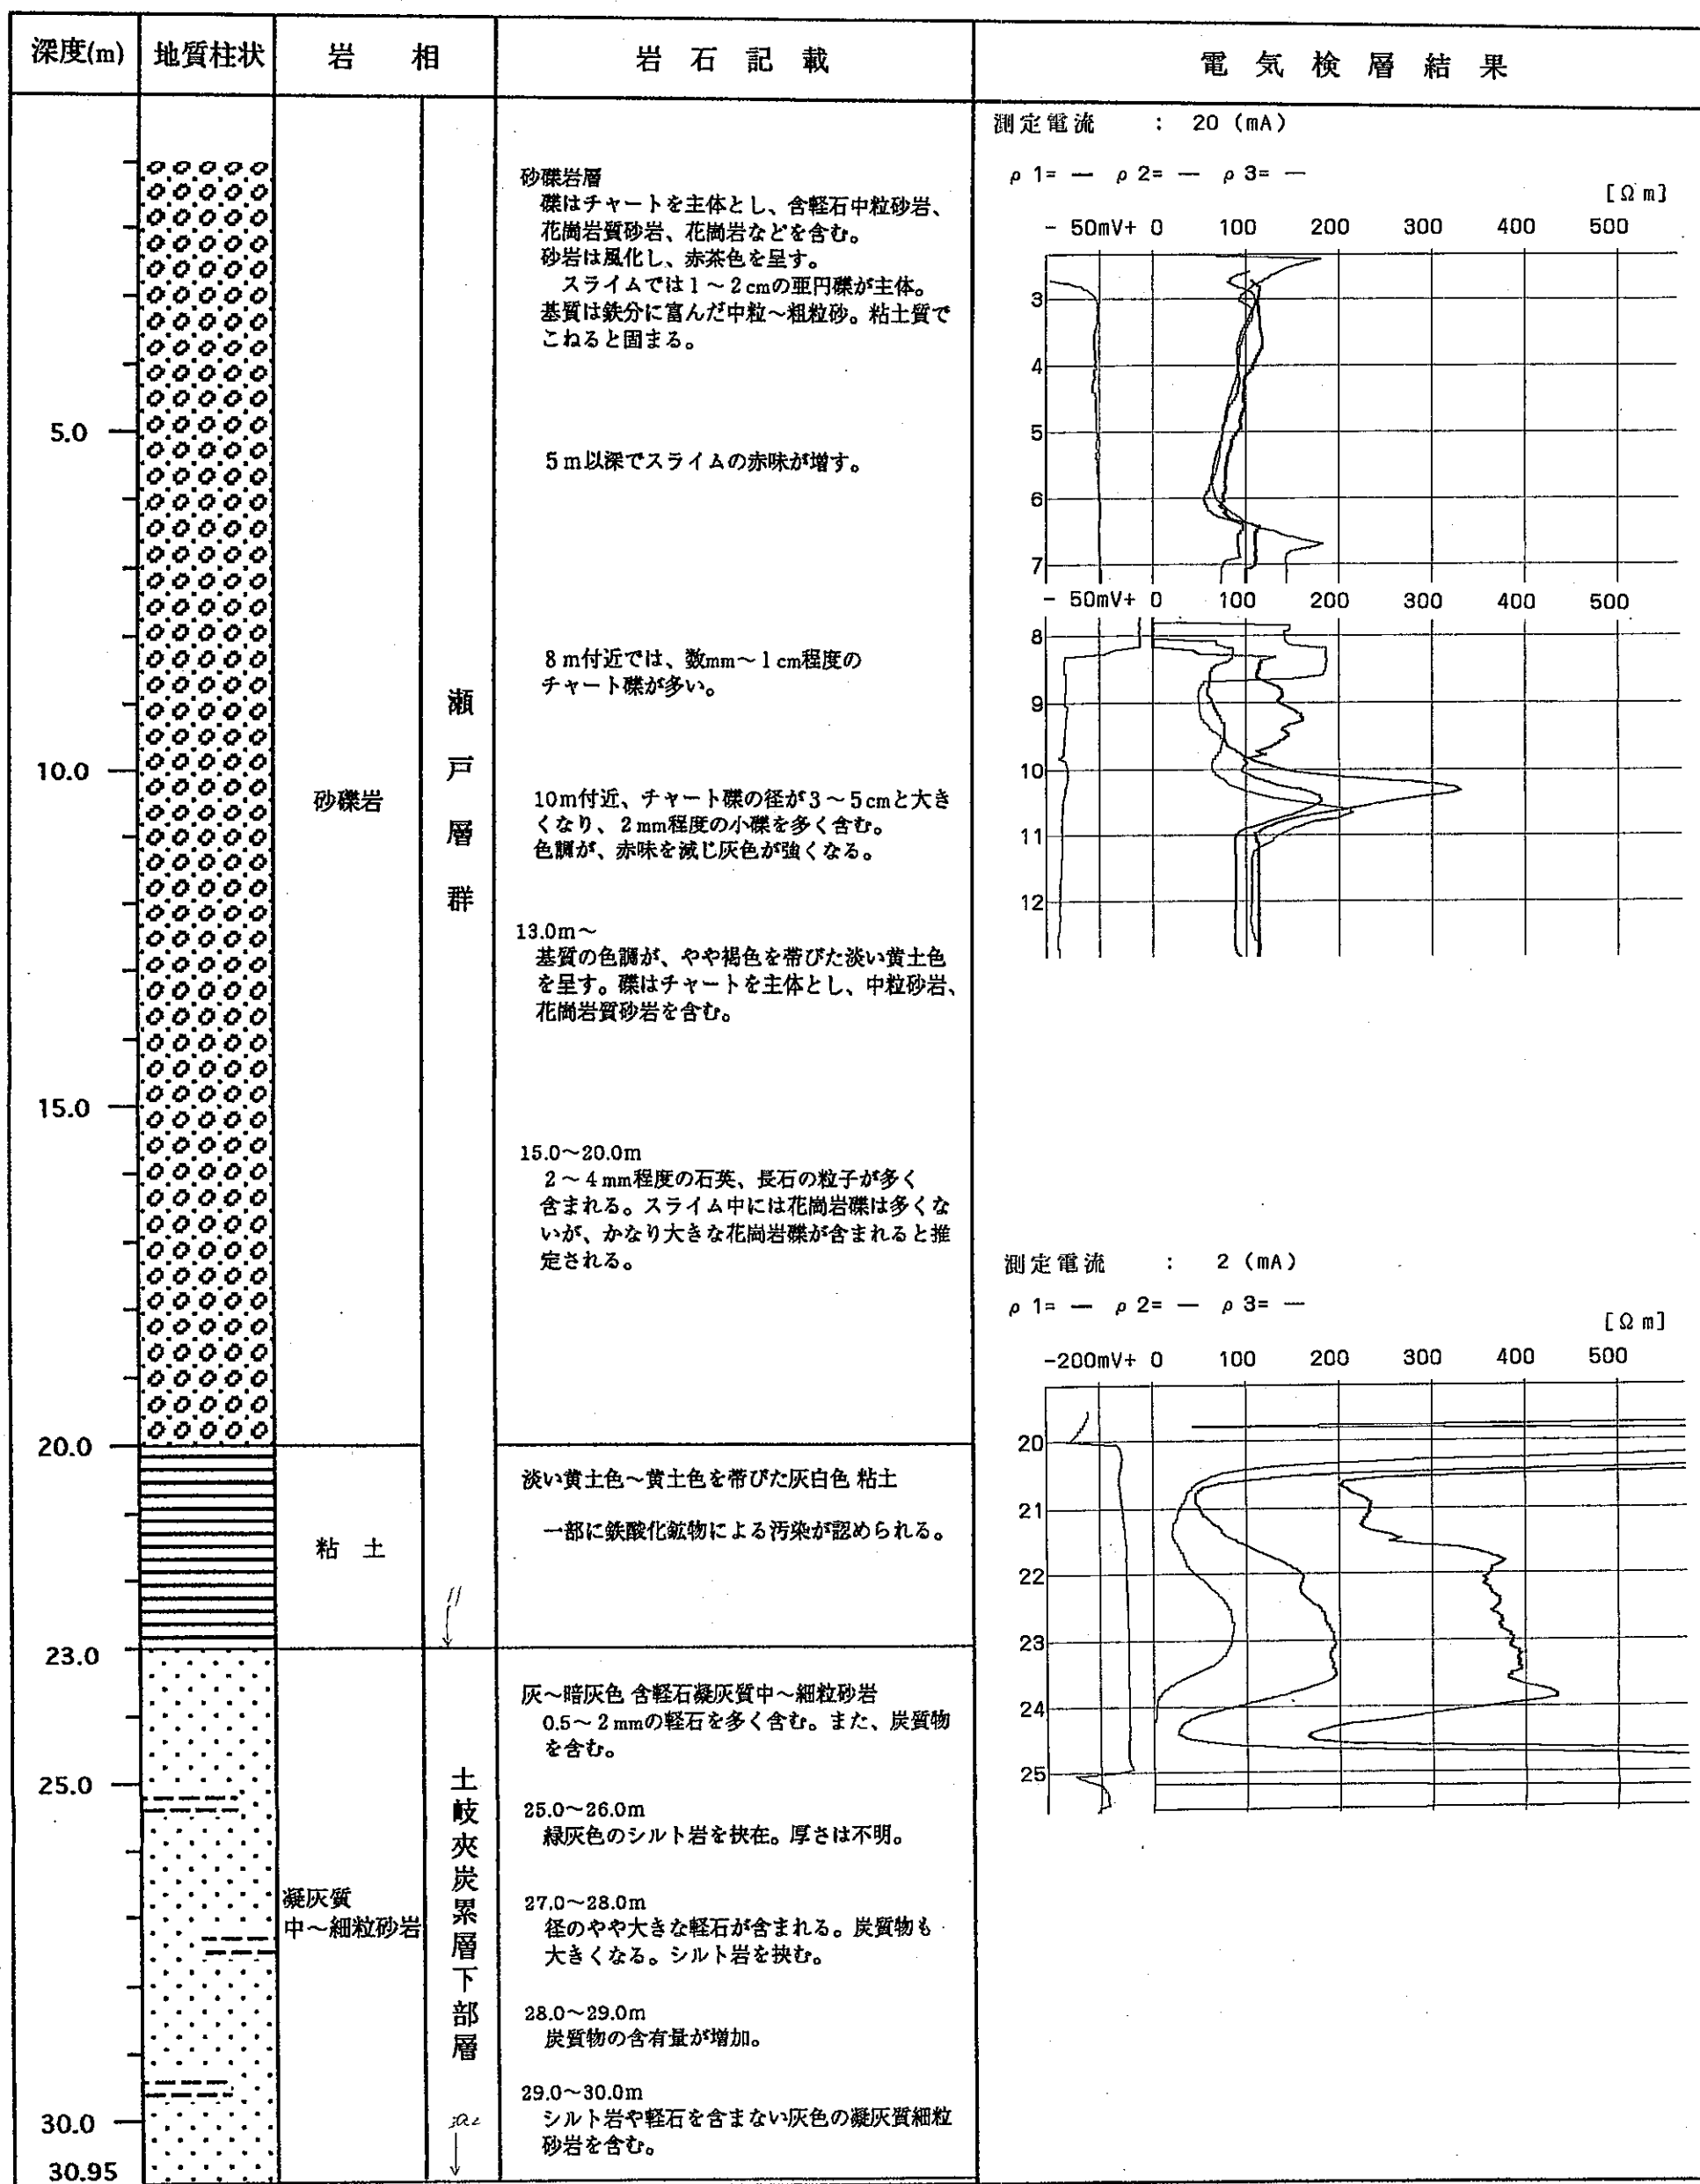 深度(m)
地質柱状
岩 相
岩 石 記 載
電 気 検 層 結 果
5.0
10.0
15.0
20.0
23.0
25.0
30.0
30.95
砂礫岩
粘 土
凝灰質
中～細粒砂岩
瀬戸層群
土岐夾炭累層下部層
砂礫岩層
礫はチャートを主体とし、含軽石中粒砂岩、
花崗岩質砂岩、花崗岩などを含む。
砂岩は風化し、赤茶色を呈す。
スライムでは1～2cmの亜円礫が主体。
基質は鉄分に富んだ中粒～粗粒砂。粘土質で
こねると固まる。
5m以深でスライムの赤味が増す。
8m付近では、数mm～1cm程度の
チャート礫が多い。
10m付近、チャート礫の径が3～5cmと大き
くなり、2mm程度の小礫を多く含む。
色調が、赤味を減じ灰色が強くなる。
13.0m～
基質の色調が、やや褐色を帯びた淡い黄土色
を呈す。礫はチャートを主体とし、中粒砂岩、
花崗岩質砂岩を含む。
15.0～20.0m
2～4mm程度の石英、長石の粒子が多く
含まれる。スライム中には花崗岩礫は多くな
いが、かなり大きな花崗岩礫が含まれると推
定される。
淡い黄土色～黄土色を帯びた灰白色 粘土
一部に鉄酸化鉱物による汚染が認められる。
灰～暗灰色 含軽石凝灰質中～細粒砂岩
0.5～2mmの軽石を多く含む。また、炭質物
を含む。
25.0～26.0m
緑灰色のシルト岩を挟在。厚さは不明。
27.0～28.0m
径のやや大きな軽石が含まれる。炭質物も
大きくなる。シルト岩を挟む。
28.0～29.0m
炭質物の含有量が増加。
29.0～30.0m
シルト岩や軽石を含まない灰色の凝灰質細粒
砂岩を含む。
測定電流 : 20 (mA)
ρ1= — ρ2= — ρ3= —
[Ωm]
- 50mV+ 0 100 200 300 400 500
3
4
5
6
7
- 50mV+ 0 100 200 300 400 500
8
9
10
11
12
測定電流 : 2 (mA)
ρ1= — ρ2= — ρ3= —
[Ωm]
-200mV+ 0 100 200 300 400 500
20
21
22
23
24
25